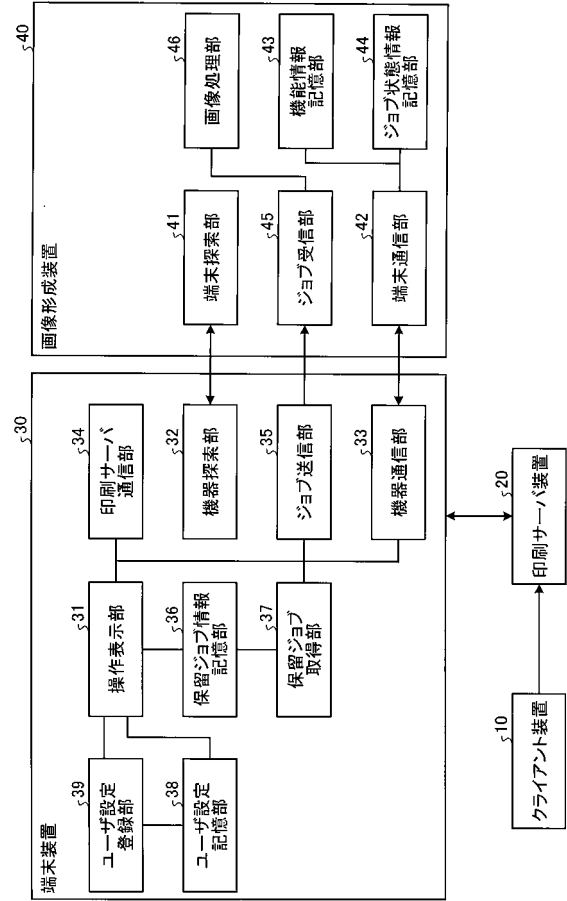 端末装置
30
ユーザ設定
登録部
39
ユーザ設定
記憶部
38
操作表示部
31
保留ジョブ情報
記憶部
36
保留ジョブ
取得部
37
印刷サーバ
通信部
34
機器探索部
32
ジョブ送信部
35
機器通信部
33
画像形成装置
40
端末探索部
41
ジョブ受信部
45
端末通信部
42
画像処理部
46
機能情報
記憶部
43
ジョブ状態情報
記憶部
44
クライアント装置
10
印刷サーバ装置
20